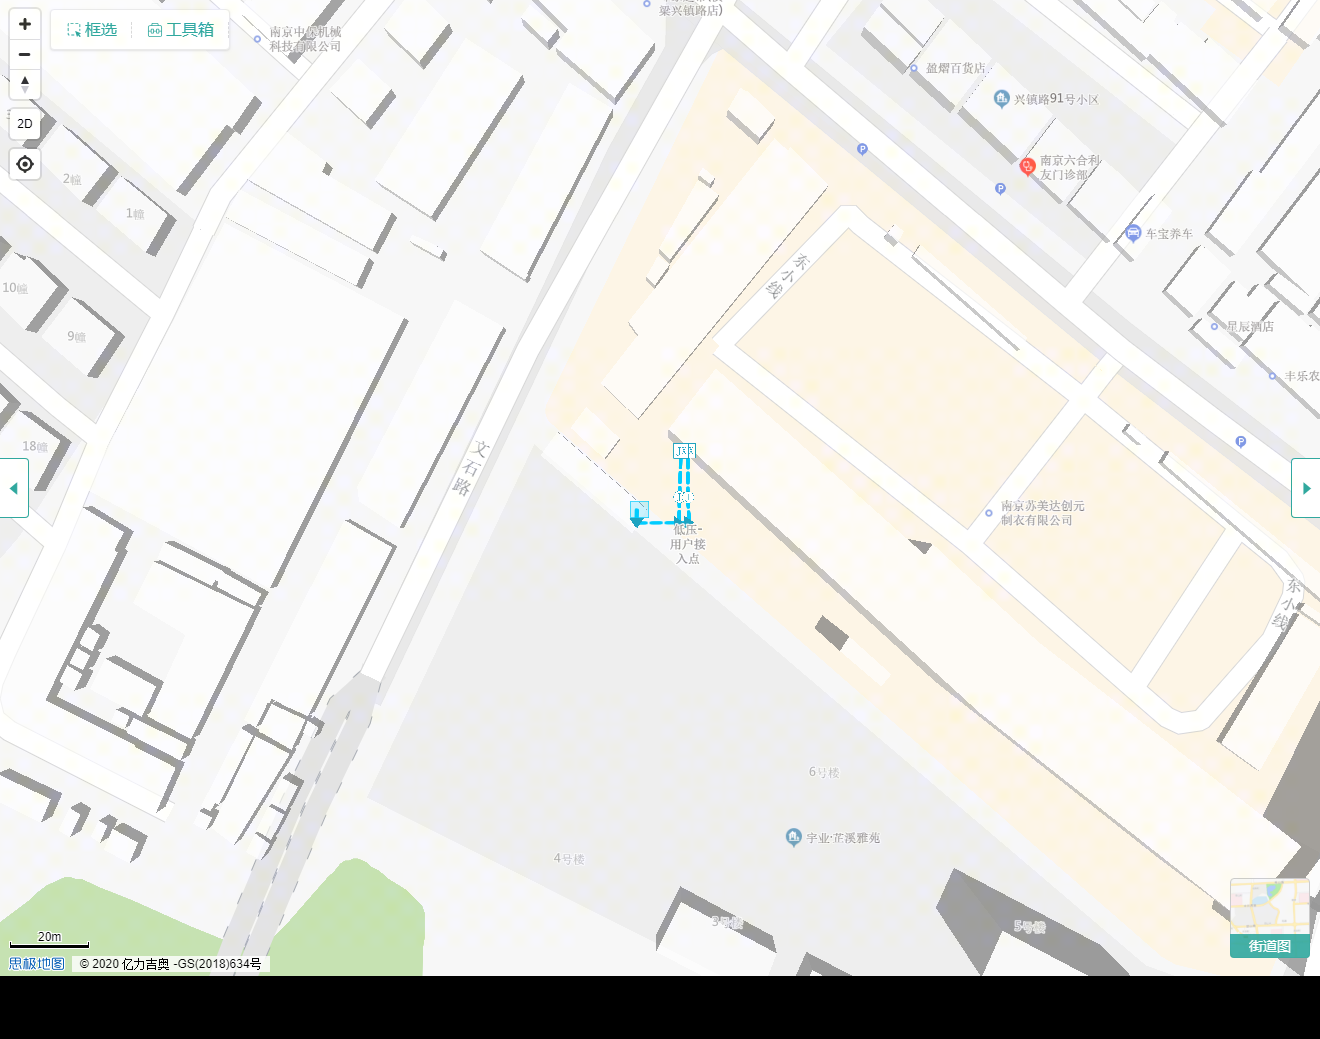 框选
工具箱
2D
南京中保机械
科技有限公司
梁兴镇路店)
盈熠百货店
兴镇路91号小区
南京六合利
友门诊部
车宝养车
星辰酒店
丰乐农
P
P
P
2幢
1幢
10幢
9幢
18幢
东小线
文石路
低压-
用户接
入点
南京苏美达创元
制衣有限公司
东小线
6号楼
宇业·芷溪雅苑
4号楼
3号楼
5号楼
20m
思极地图
© 2020 亿力吉奥 -GS(2018)634号
街道图